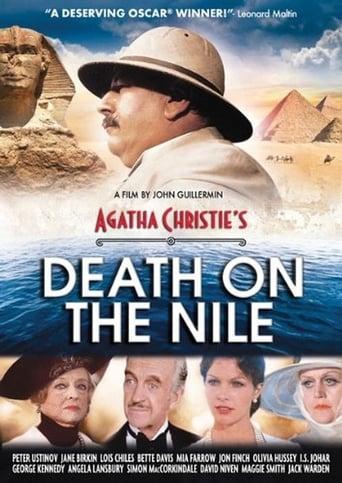 "A DESERVING OSCAR® WINNER!" - Leonard Maltin
A FILM BY JOHN GUILLERMIN
AGATHA CHRISTIE'S
DEATH ON
THE NILE
PETER USTINOV JANE BIRKIN LOIS CHILES BETTE DAVIS MIA FARROW JON FINCH OLIVIA HUSSEY I.S. JOHAR
GEORGE KENNEDY ANGELA LANSBURY SIMON MacCORKINDALE DAVID NIVEN MAGGIE SMITH JACK WARDEN